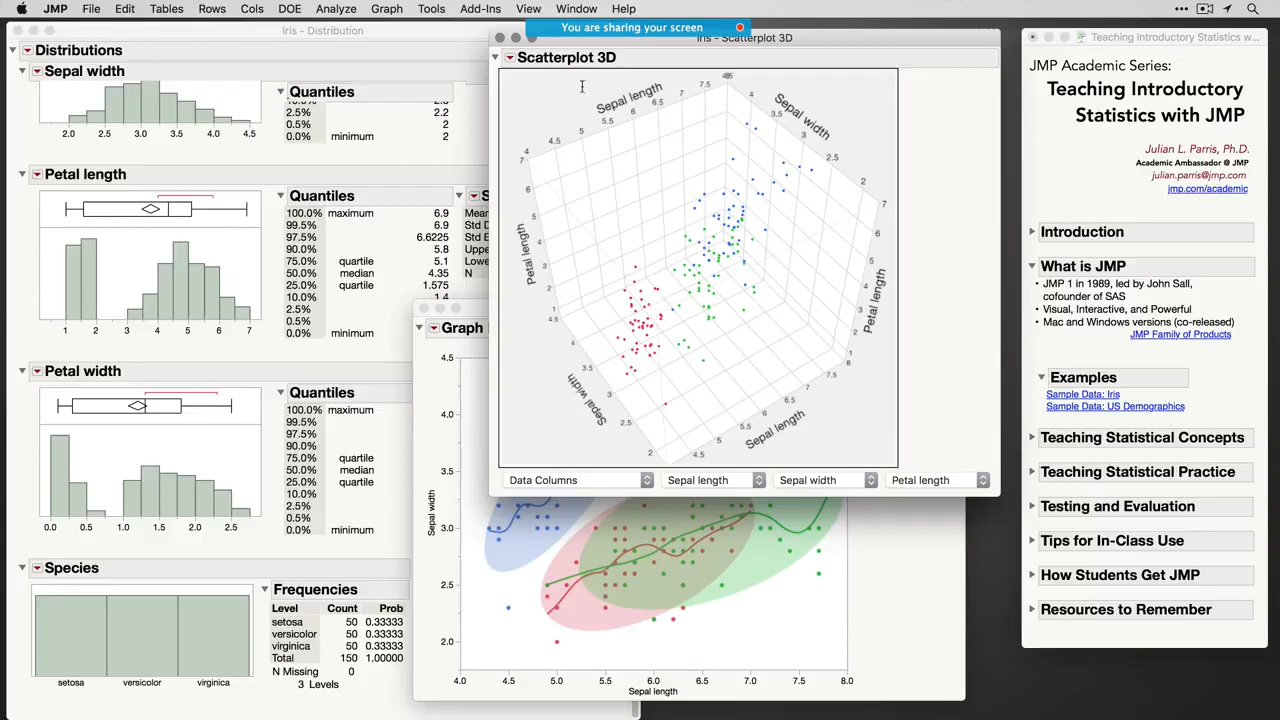 JMP File Edit Tables Rows Cols DOE Analyze Graph Tools Add-Ins View Window Help
You are sharing your screen
Iris - Distribution
Distributions
Sepal width
2.0 2.5 3.0 3.5 4.0 4.5
Quantiles
2.5% 2.2
0.5% 2
0.0% minimum 2
Petal length
1 2 3 4 5 6 7
Quantiles
100.0% maximum 6.9
99.5% 6.9
97.5% 6.6225
90.0% 5.8
75.0% quartile 5.1
50.0% median 4.35
25.0% quartile 1.575
10.0% 1.4
2.5%
0.5%
0.0% minimum
Mean
Std D
Std E
Uppe
Lowe
N
Petal width
0.0 0.5 1.0 1.5 2.0 2.5
Quantiles
100.0% maximum
99.5%
97.5%
90.0%
75.0% quartile
50.0% median
25.0% quartile
10.0%
2.5%
0.5%
0.0% minimum
Species
setosa versicolor virginica
Frequencies
Level Count Prob
setosa 50 0.33333
versicolor 50 0.33333
virginica 50 0.33333
Total 150 1.00000
N Missing 0
3 Levels
Iris - Scatterplot 3D
Scatterplot 3D
Sepal length
Sepal width
Petal length
Petal length
Sepal width
Sepal length
Data Columns Sepal length Sepal width Petal length
Graph
4.5
4.0
3.5
3.0
2.5
2.0
Sepal width
4.0 4.5 5.0 5.5 6.0 6.5 7.0 7.5 8.0
Sepal length
Teaching Introductory Statistics w...
JMP Academic Series:
Teaching Introductory
Statistics with JMP
Julian L. Parris, Ph.D.
Academic Ambassador @ JMP
julian.parris@jmp.com
jmp.com/academic
Introduction
What is JMP
• JMP 1 in 1989, led by John Sall,
cofounder of SAS
• Visual, Interactive, and Powerful
• Mac and Windows versions (co-released)
JMP Family of Products
Examples
Sample Data: Iris
Sample Data: US Demographics
Teaching Statistical Concepts
Teaching Statistical Practice
Testing and Evaluation
Tips for In-Class Use
How Students Get JMP
Resources to Remember